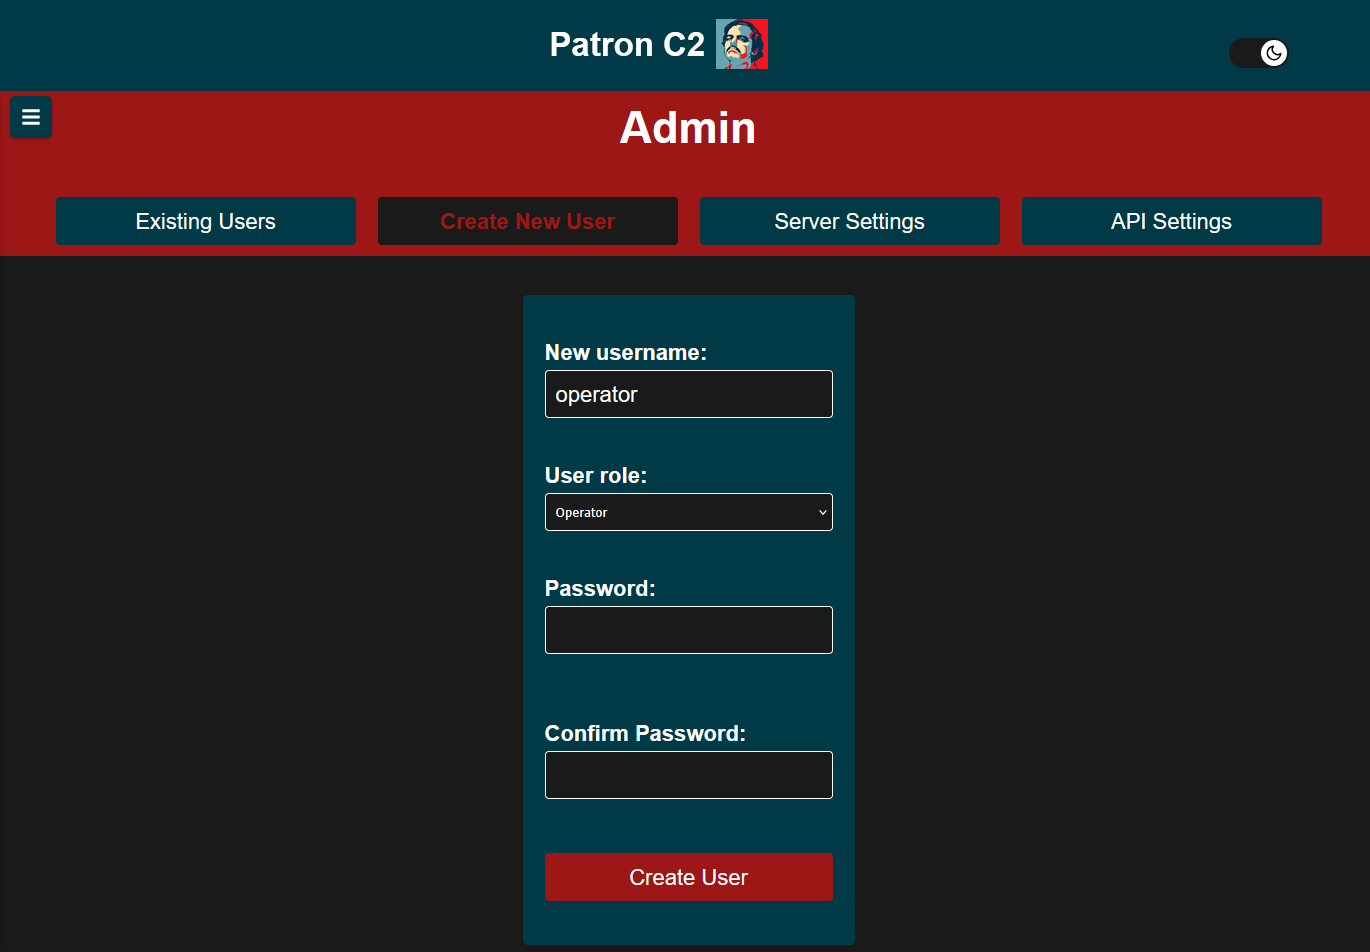 Patron C2
Admin
Existing Users
Create New User
Server Settings
API Settings
New username:
operator
User role:
Operator
Password:
Confirm Password:
Create User